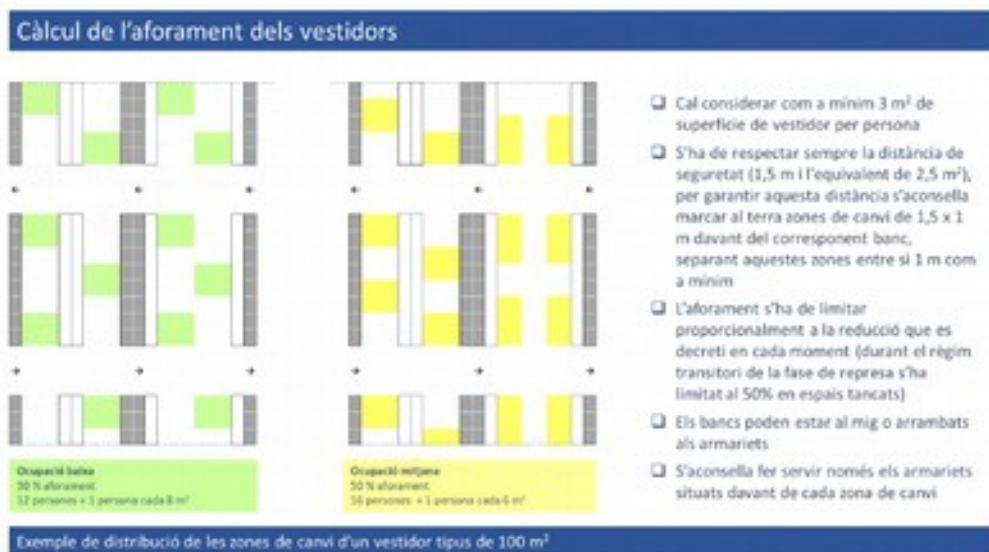 Càlcul de l'aforament dels vestidors
❑ Cal considerar com a mínim 3 m² de
superfície de vestidor per persona
❑ S'ha de respectar sempre la distància de
seguretat (1,5 m i l'equivalent de 2,5 m²),
per garantir aquesta distància s'aconsella
marcar al terra zones de canvi de 1,5 x 1
m davant del corresponent banc,
separant aquestes zones entre si 1 m com
a mínim
❑ L'aforament s'ha de limitar
proporcionalment a la reducció que es
decreti en cada moment (durant el règim
transitori de la fase de represa s'ha
limitat al 50% en espais tancats)
❑ Els bancs poden estar al mig o arrambats
als armariets
❑ S'aconsella fer servir només els armariets
situats davant de cada zona de canvi
Ocupació baixa
30 % aforament
12 persones = 1 persona cada 8 m²
Ocupació mitjana
50 % aforament
16 persones = 1 persona cada 6 m²
Exemple de distribució de les zones de canvi d'un vestidor tipus de 100 m²